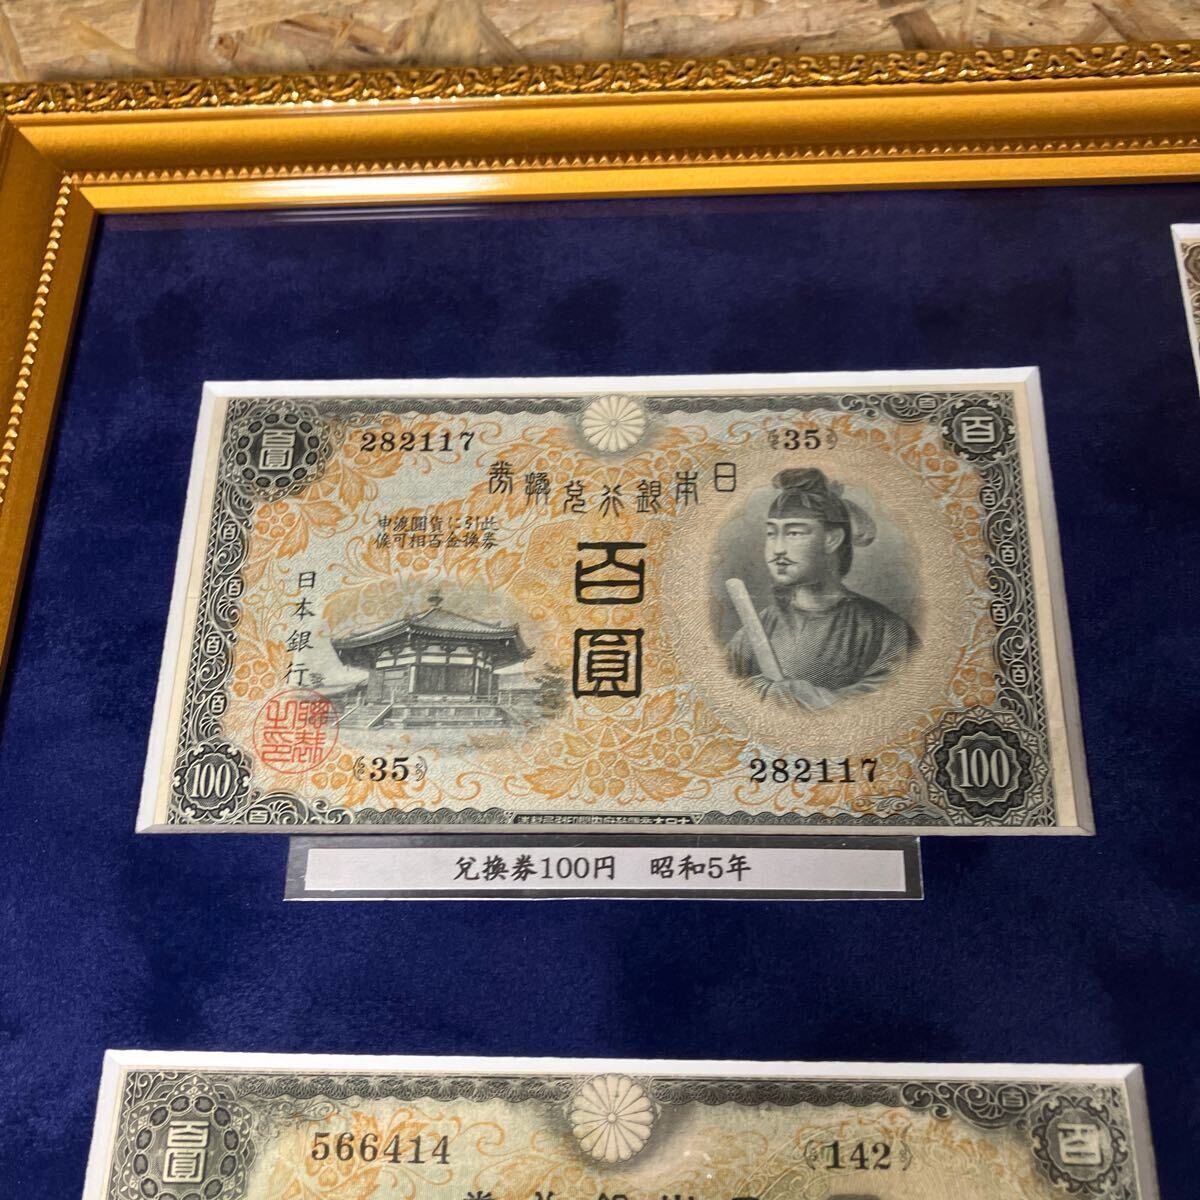 百圓
282117
{35}
百
日本銀行兌換券
此券引換に金貨百圓相渡可申候
百圓
日本銀行
{35}
282117
100
100
兌換券100円 昭和5年
百圓
566414
{142}
百